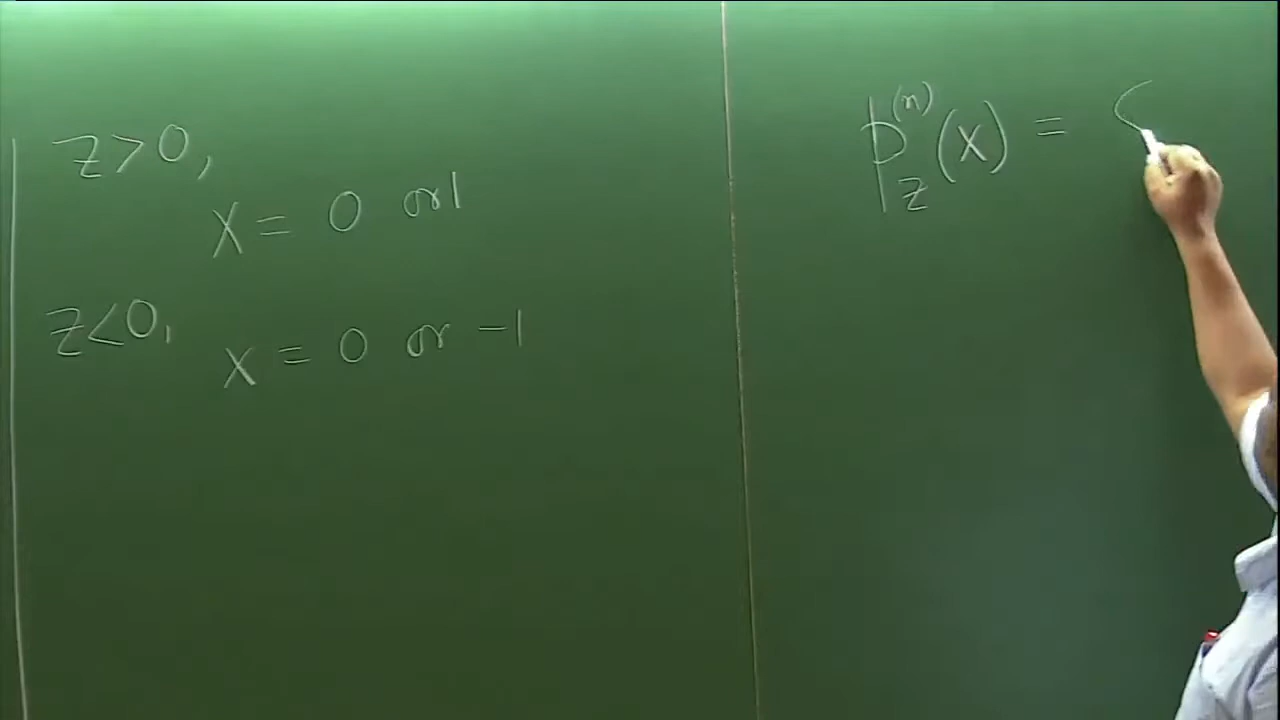 z > 0,
x = 0 or 1
z < 0,
x = 0 or -1
p_z^{(n)}(x) =